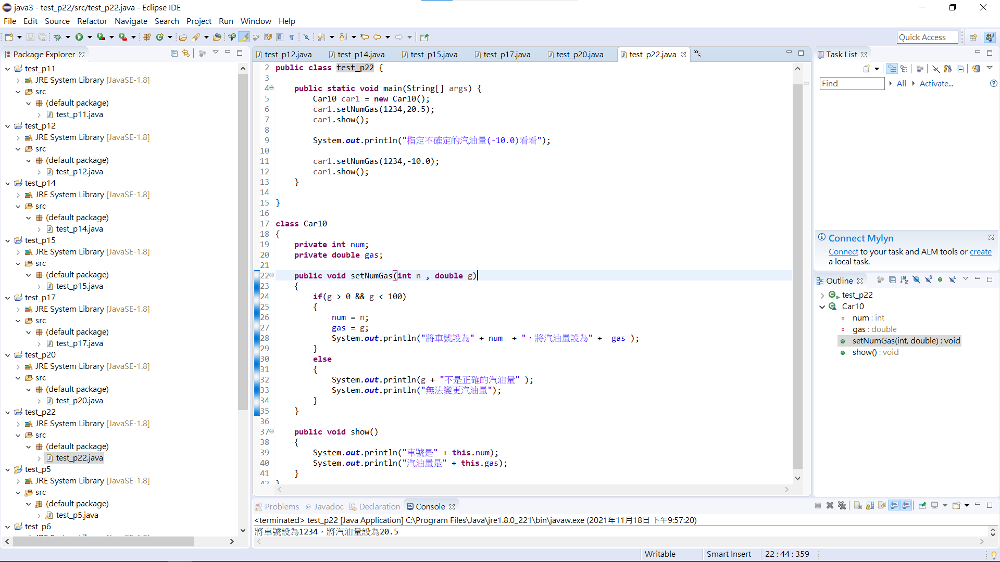 java3 - test_p22/src/test_p22.java - Eclipse IDE
File Edit Source Refactor Navigate Search Project Run Window Help
Quick Access
Package Explorer
test_p11
JRE System Library [JavaSE-1.8]
src
(default package)
test_p11.java
test_p12
JRE System Library [JavaSE-1.8]
src
(default package)
test_p12.java
test_p14
JRE System Library [JavaSE-1.8]
src
(default package)
test_p14.java
test_p15
JRE System Library [JavaSE-1.8]
src
(default package)
test_p15.java
test_p17
JRE System Library [JavaSE-1.8]
src
(default package)
test_p17.java
test_p20
JRE System Library [JavaSE-1.8]
src
(default package)
test_p20.java
test_p22
JRE System Library [JavaSE-1.8]
src
(default package)
test_p22.java
test_p5
JRE System Library [JavaSE-1.8]
src
(default package)
test_p5.java
test_p6
test_p12.java test_p14.java test_p15.java test_p17.java test_p20.java test_p22.java »5
2 public class test_p22 {
3
4 public static void main(String[] args) {
5 Car10 car1 = new Car10();
6 car1.setNumGas(1234,20.5);
7 car1.show();
8
9 System.out.println("指定不確定的汽油量(-10.0)看看");
10
11 car1.setNumGas(1234,-10.0);
12 car1.show();
13 }
14
15 }
16
17 class Car10
18 {
19 private int num;
20 private double gas;
21
22 public void setNumGas(int n , double g)
23 {
24 if(g > 0 && g < 100)
25 {
26 num = n;
27 gas = g;
28 System.out.println("將車號設為" + num  + "，將汽油量設為" +  gas );
29 }
30 else
31 {
32 System.out.println(g + "不是正確的汽油量" );
33 System.out.println("無法變更汽油量");
34 }
35 }
36
37 public void show()
38 {
39 System.out.println("車號是" + this.num);
40 System.out.println("汽油量是" + this.gas);
41 }
42 }
Problems Javadoc Declaration Console
<terminated> test_p22 [Java Application] C:\Program Files\Java\jre1.8.0_221\bin\javaw.exe (2021年11月18日 下午9:57:20)
將車號設為1234，將汽油量設為20.5
Task List
Find All Activate...
Connect Mylyn
Connect to your task and ALM tools or create
a local task.
Outline
test_p22
Car10
num : int
gas : double
setNumGas(int, double) : void
show() : void
Writable Smart Insert 22 : 44 : 359